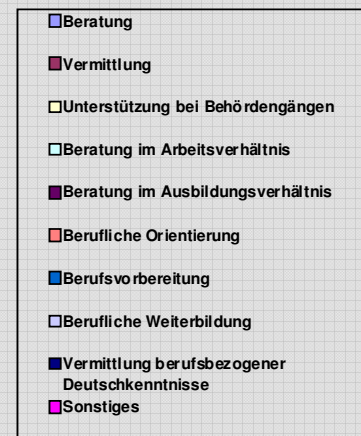 Beratung
Vermittlung
Unterstützung bei Behördengängen
Beratung im Arbeitsverhältnis
Beratung im Ausbildungsverhältnis
Berufliche Orientierung
Berufsvorbereitung
Berufliche Weiterbildung
Vermittlung berufsbezogener
Deutschkenntnisse
Sonstiges